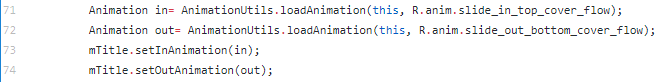 71 Animation in= AnimationUtils.loadAnimation(this, R.anim.slide_in_top_cover_flow);
72 Animation out= AnimationUtils.loadAnimation(this, R.anim.slide_out_bottom_cover_flow);
73 mTitle.setInAnimation(in);
74 mTitle.setOutAnimation(out);